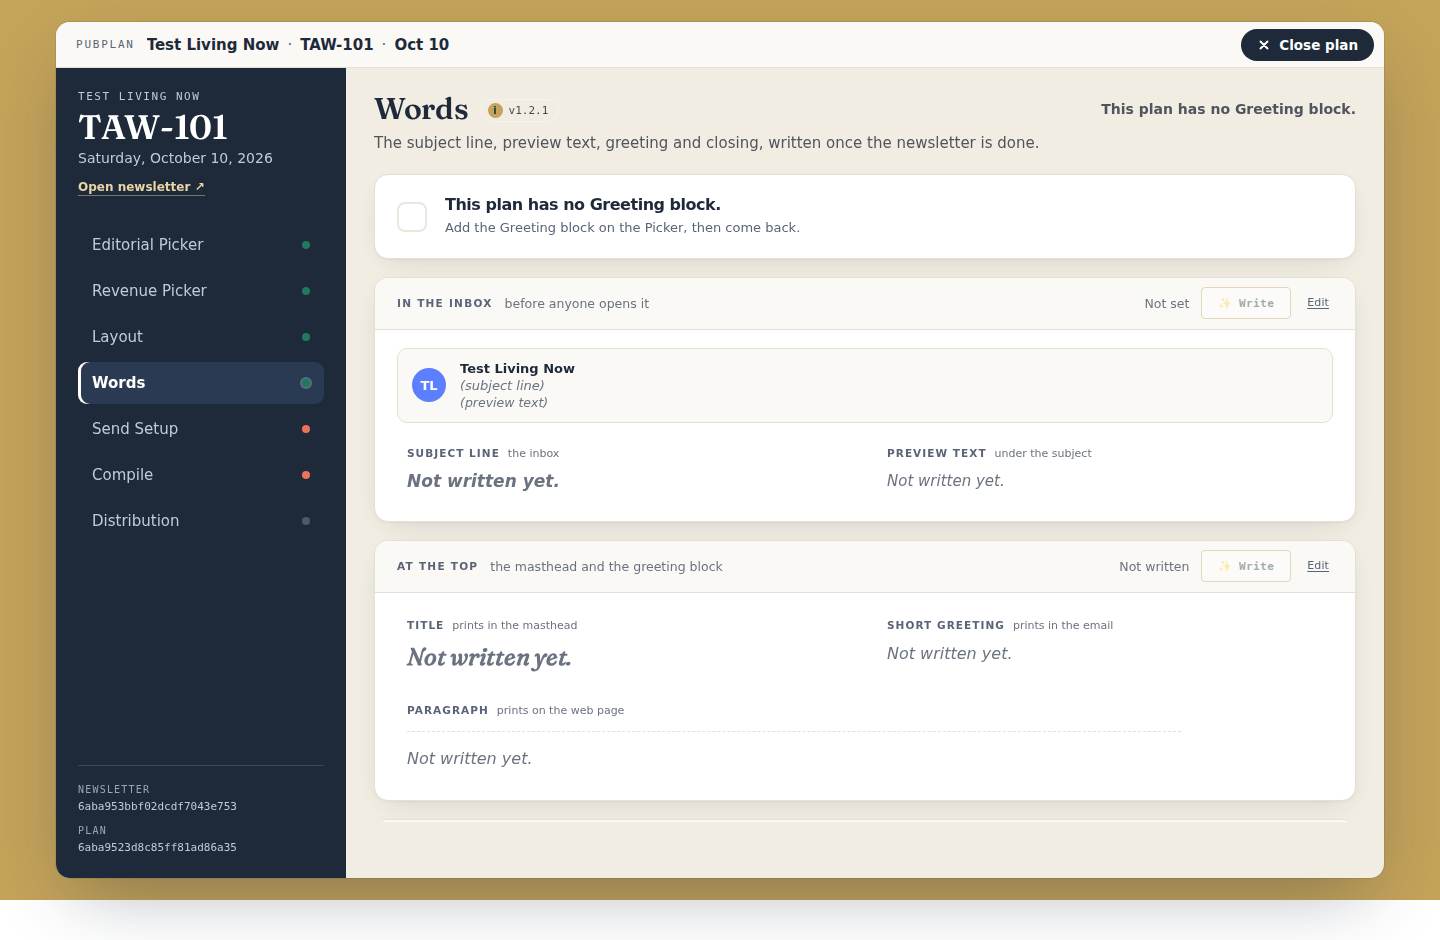 PUBPLAN Test Living Now · TAW-101 · Oct 10
✕ Close plan
TEST LIVING NOW
TAW-101
Saturday, October 10, 2026
Open newsletter ↗
Editorial Picker
Revenue Picker
Layout
Words
Send Setup
Compile
Distribution
NEWSLETTER
6aba953bbf02dcdf7043e753
PLAN
6aba9523d8c85ff81ad86a35
Words i v1.2.1
This plan has no Greeting block.
The subject line, preview text, greeting and closing, written once the newsletter is done.
This plan has no Greeting block.
Add the Greeting block on the Picker, then come back.
IN THE INBOX before anyone opens it
Not set ✨ Write Edit
TL
Test Living Now
(subject line)
(preview text)
SUBJECT LINE the inbox
Not written yet.
PREVIEW TEXT under the subject
Not written yet.
AT THE TOP the masthead and the greeting block
Not written ✨ Write Edit
TITLE prints in the masthead
Not written yet.
SHORT GREETING prints in the email
Not written yet.
PARAGRAPH prints on the web page
Not written yet.